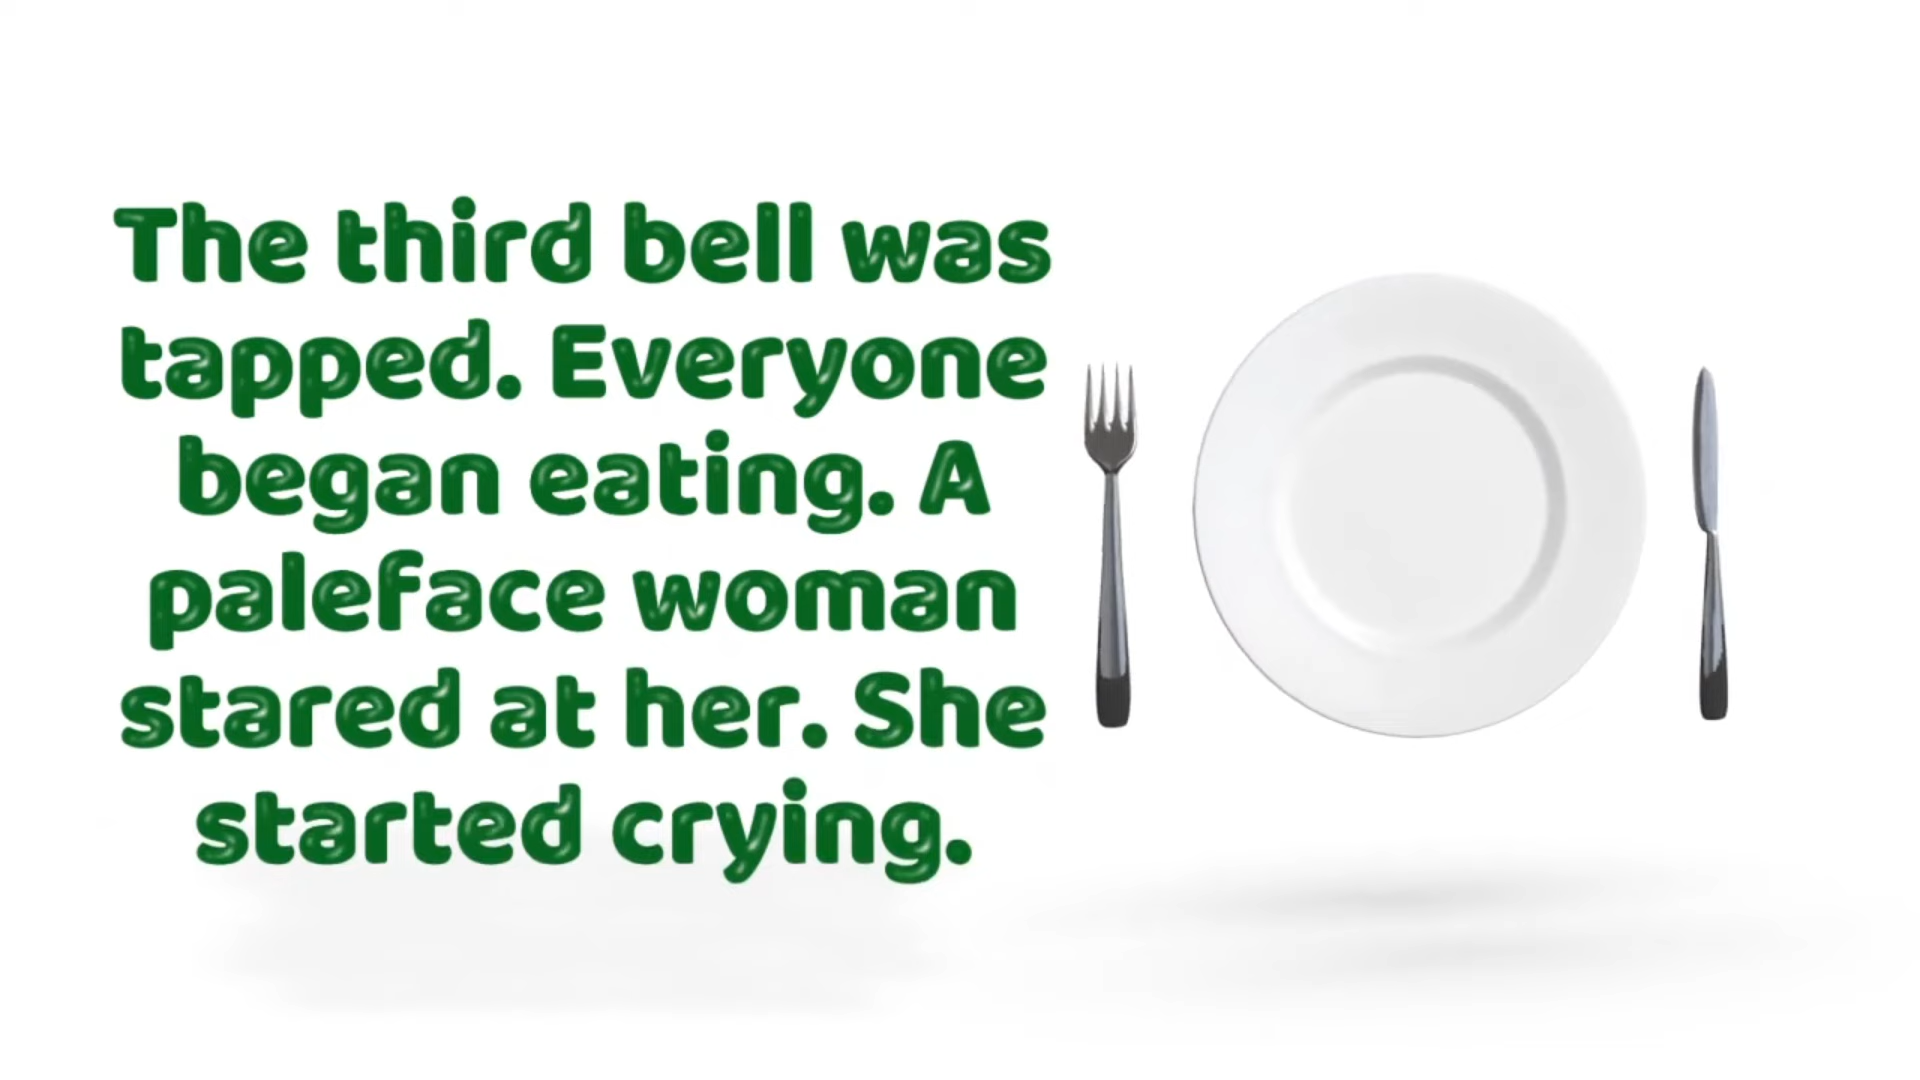 The third bell was
tapped. Everyone
began eating. A
paleface woman
stared at her. She
started crying.